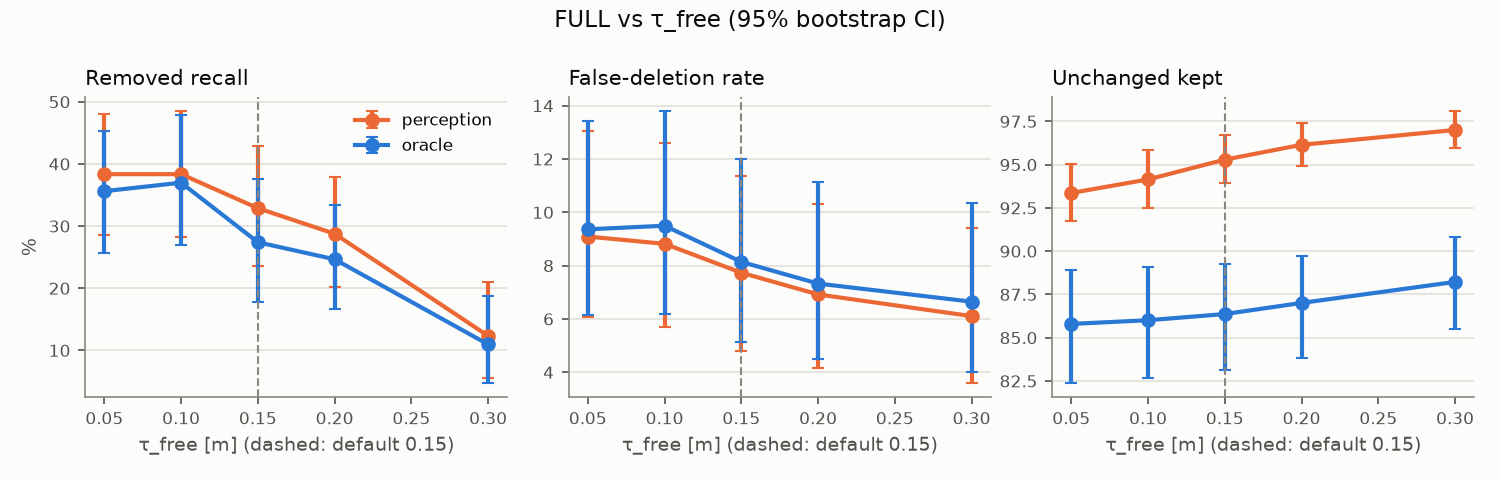 FULL vs τ_free (95% bootstrap CI)
Removed recall
50
40
30
20
10
%
perception
oracle
0.05 0.10 0.15 0.20 0.25 0.30
τ_free [m] (dashed: default 0.15)
False-deletion rate
14
12
10
8
6
4
0.05 0.10 0.15 0.20 0.25 0.30
τ_free [m] (dashed: default 0.15)
Unchanged kept
97.5
95.0
92.5
90.0
87.5
85.0
82.5
0.05 0.10 0.15 0.20 0.25 0.30
τ_free [m] (dashed: default 0.15)